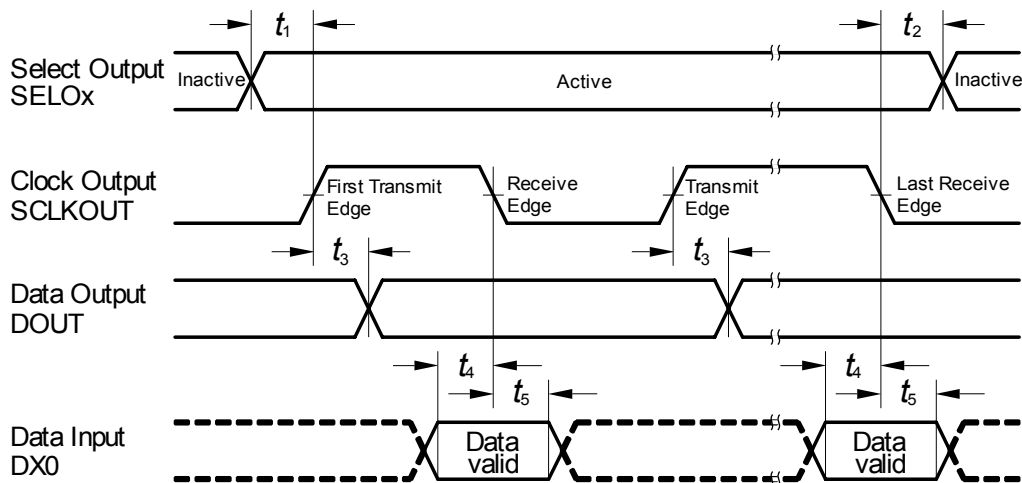 t1
t2
Select Output
SELOx
Inactive
Active
Inactive
Clock Output
SCLKOUT
First Transmit
Edge
Receive
Edge
Transmit
Edge
Last Receive
Edge
t3
t3
Data Output
DOUT
t4
t4
t5
t5
Data Input
DX0
Data
valid
Data
valid